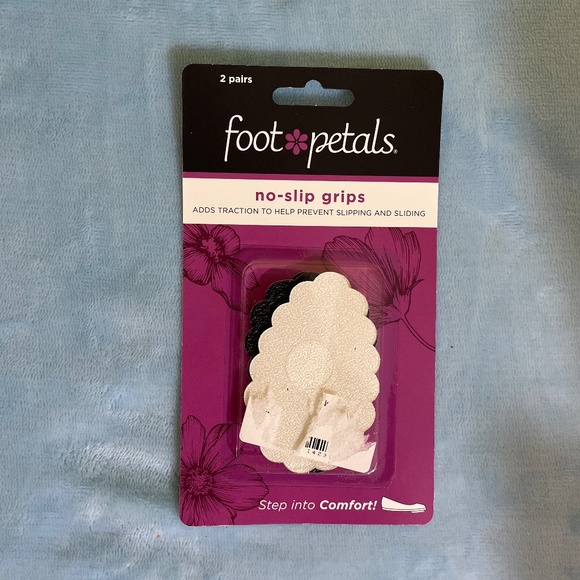 2 pairs
foot petals®
no-slip grips
ADDS TRACTION TO HELP PREVENT SLIPPING AND SLIDING
Step into Comfort!